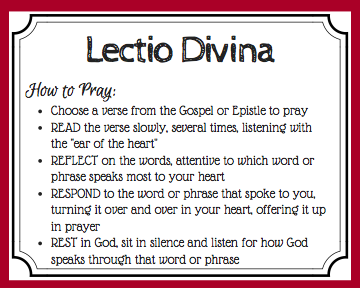 Lectio Divina
How to Pray:
• Choose a verse from the Gospel or Epistle to pray
• READ the verse slowly, several times, listening with
the "ear of the heart"
• REFLECT on the words, attentive to which word or
phrase speaks most to your heart
• RESPOND to the word or phrase that spoke to you,
turning it over and over in your heart, offering it up
in prayer
• REST in God, sit in silence and listen for how God
speaks through that word or phrase